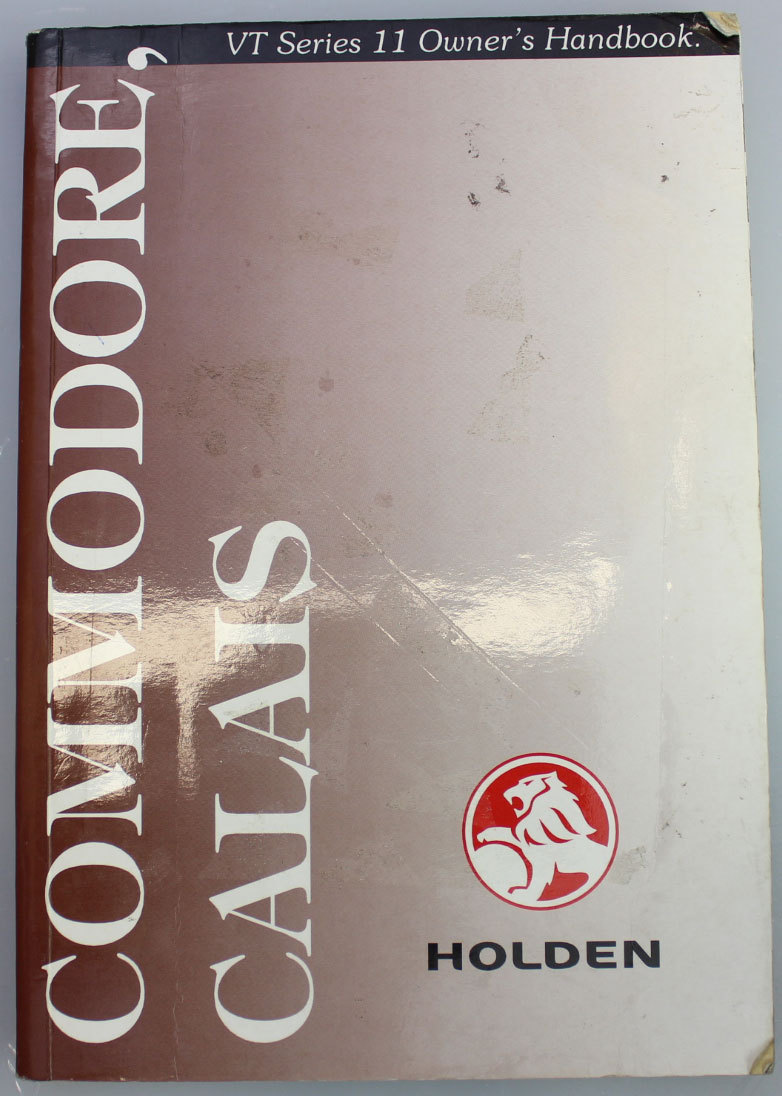 VT Series 11 Owner's Handbook.
COMMODORE,
CALAIS
HOLDEN